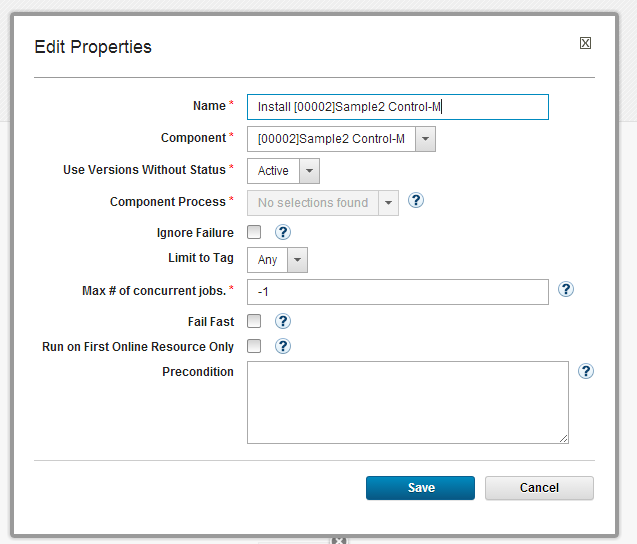 Edit Properties
Name * Install [00002]Sample2 Control-M
Component * [00002]Sample2 Control-M
Use Versions Without Status * Active
Component Process * No selections found ?
Ignore Failure ?
Limit to Tag Any
Max # of concurrent jobs. * -1 ?
Fail Fast ?
Run on First Online Resource Only ?
Precondition ?
Save Cancel